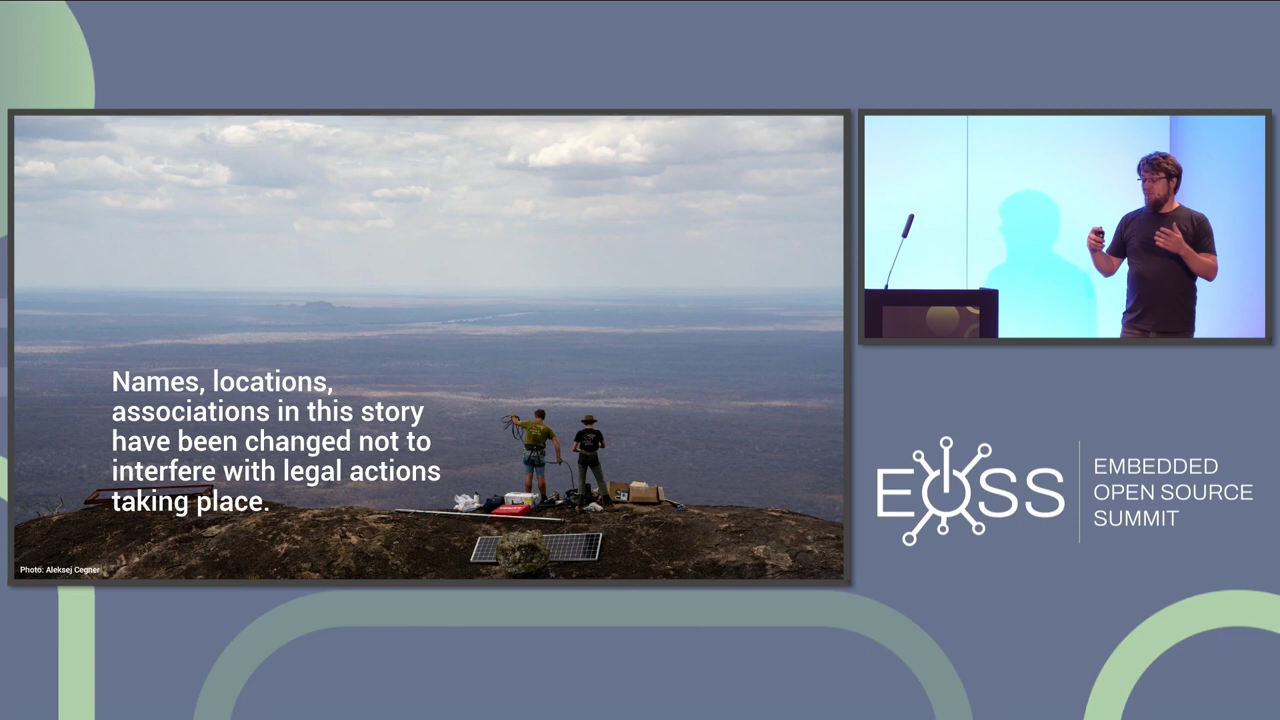 Names, locations,
associations in this story
have been changed not to
interfere with legal actions
taking place.
Photo: Aleksej Cegner
EOSS
EMBEDDED
OPEN SOURCE
SUMMIT